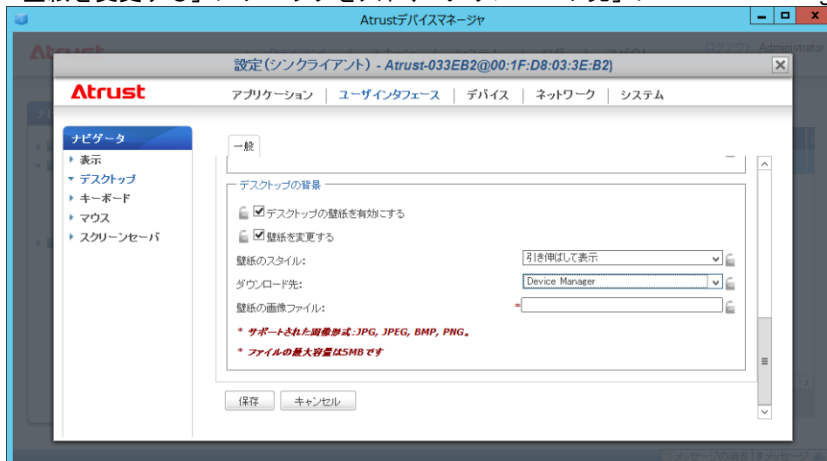 Atrustデバイスマネージャ
ログアウト Administrator
設定(シンクライアント) - Atrust-033EB2@00:1F:D8:03:3E:B2)
Atrust
アプリケーション | ユーザインタフェース | デバイス | ネットワーク | システム
ナビゲータ
表示
デスクトップ
キーボード
マウス
スクリーンセーバ
一般
デスクトップの背景
デスクトップの壁紙を有効にする
壁紙を変更する
壁紙のスタイル: 引き伸ばして表示
ダウンロード先: Device Manager
壁紙の画像ファイル: *
* サポートされた画像形式:JPG, JPEG, BMP, PNG。
* ファイルの最大容量は5MBです
保存 キャンセル